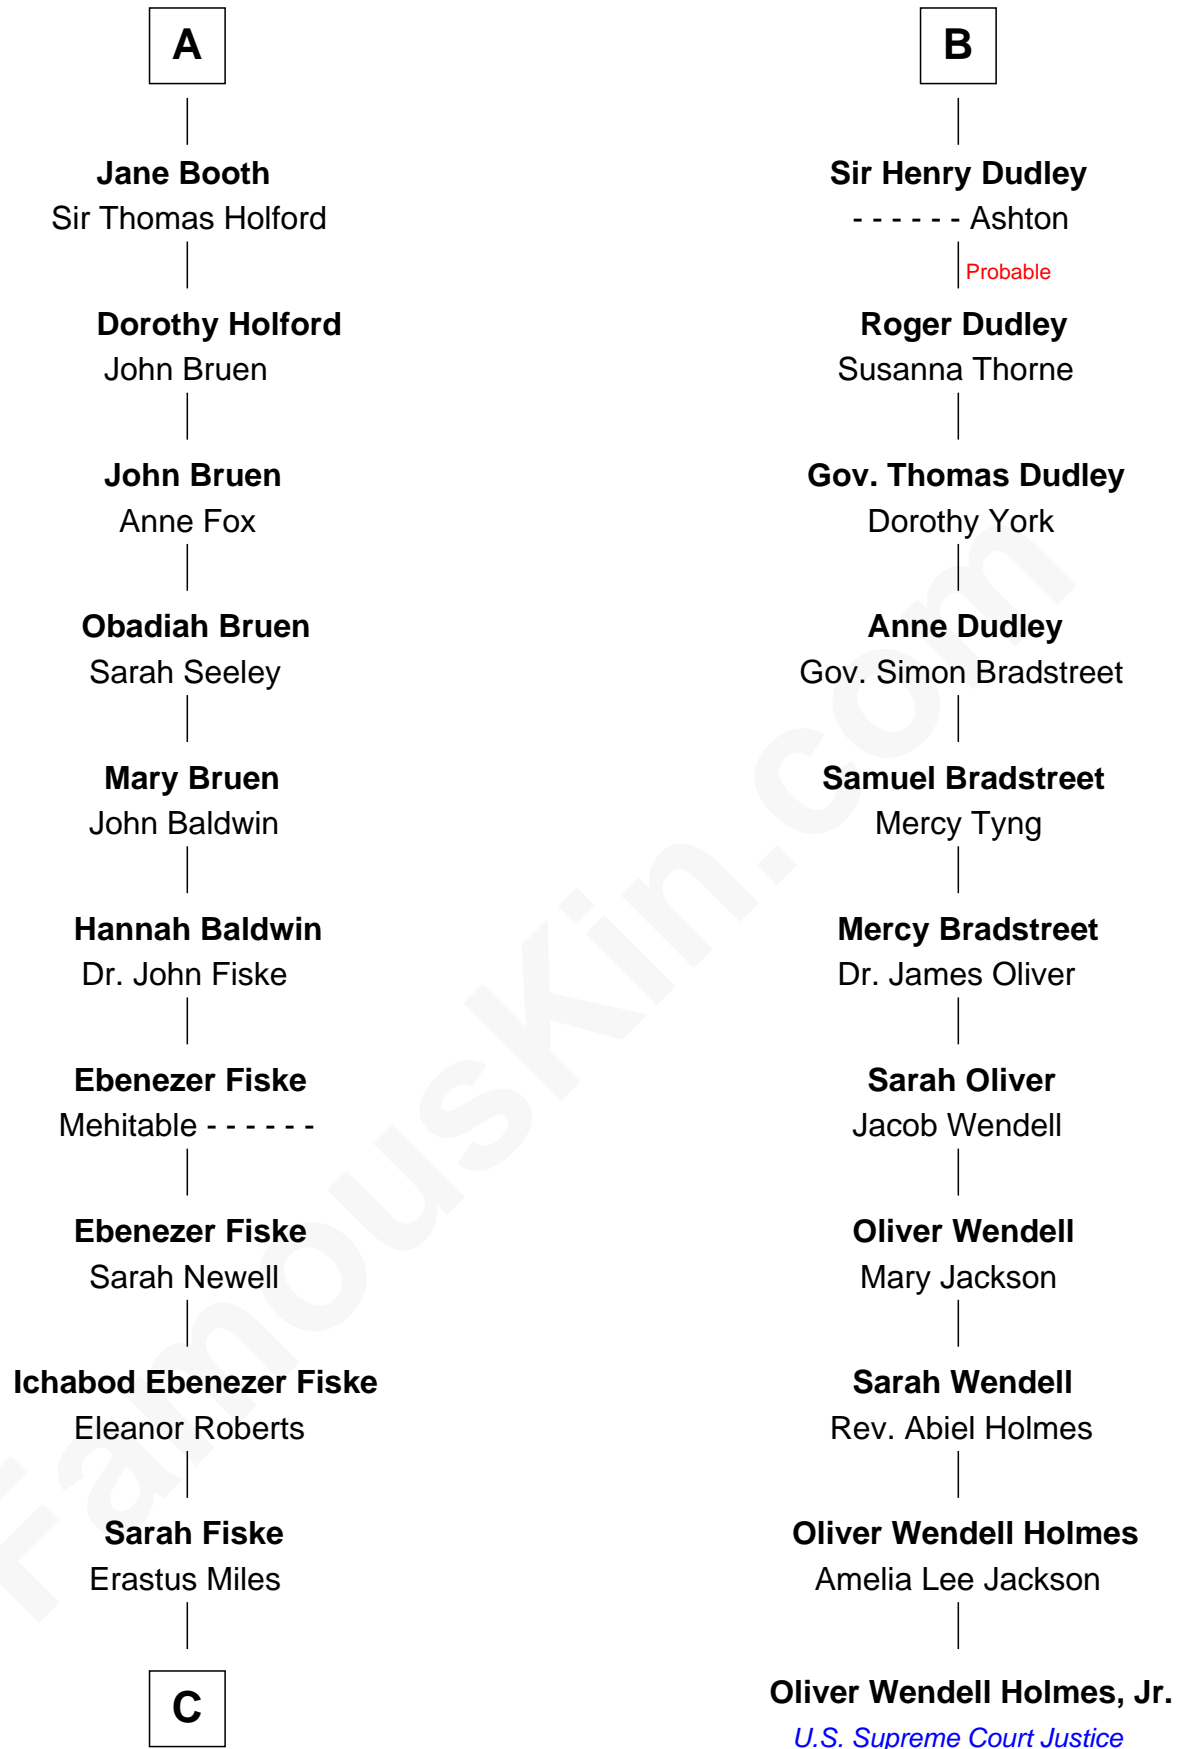 A
Jane Booth
Sir Thomas Holford
Dorothy Holford
John Bruen
John Bruen
Anne Fox
Obadiah Bruen
Sarah Seeley
Mary Bruen
John Baldwin
Hannah Baldwin
Dr. John Fiske
Ebenezer Fiske
Mehitable - - - - - -
Ebenezer Fiske
Sarah Newell
Ichabod Ebenezer Fiske
Eleanor Roberts
Sarah Fiske
Erastus Miles
C
B
Sir Henry Dudley
- - - - - - Ashton
Probable
Roger Dudley
Susanna Thorne
Gov. Thomas Dudley
Dorothy York
Anne Dudley
Gov. Simon Bradstreet
Samuel Bradstreet
Mercy Tyng
Mercy Bradstreet
Dr. James Oliver
Sarah Oliver
Jacob Wendell
Oliver Wendell
Mary Jackson
Sarah Wendell
Rev. Abiel Holmes
Oliver Wendell Holmes
Amelia Lee Jackson
Oliver Wendell Holmes, Jr.
U.S. Supreme Court Justice
FamousKin.com